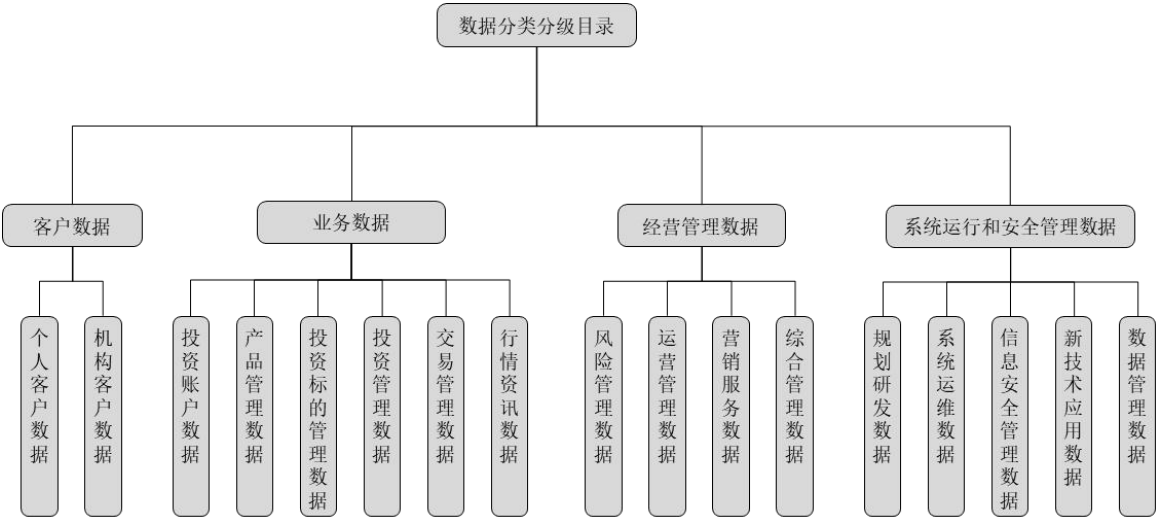 数据分类分级目录
客户数据
业务数据
经营管理数据
系统运行和安全管理数据
个人客户数据
机构客户数据
投资账户数据
产品管理数据
投资标的管理数据
投资管理数据
交易管理数据
行情资讯数据
风险管理数据
运营管理数据
营销服务数据
综合管理数据
规划研发数据
系统运维数据
信息安全管理数据
新技术应用数据
数据管理数据